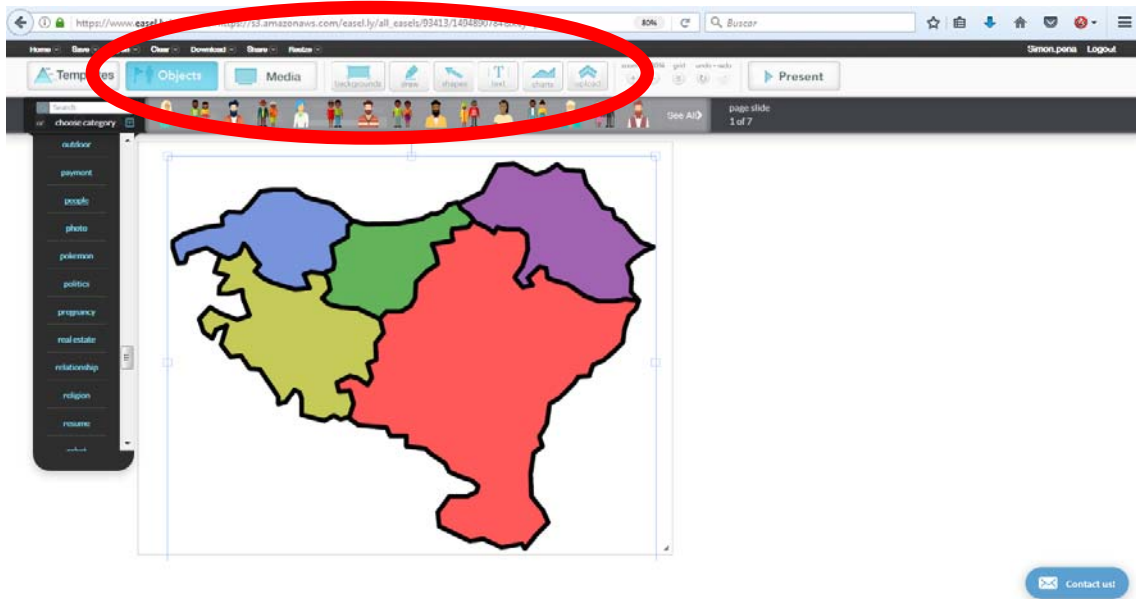 https://www.easel.ly
https://s3.amazonaws.com/easel.ly/all_easels/93413/1494890784
80%
Buscar
Home
Save
Clear
Download
Share
Resize
Simon.pena
Logout
Templates
Objects
Media
backgrounds
draw
shapes
text
charts
upload
grid
undo - redo
Present
Search
or choose category
See All
page slide
1 of 7
outdoor
payment
people
photo
pokemon
politics
pregnancy
real estate
relationship
religion
resume
Contact us!